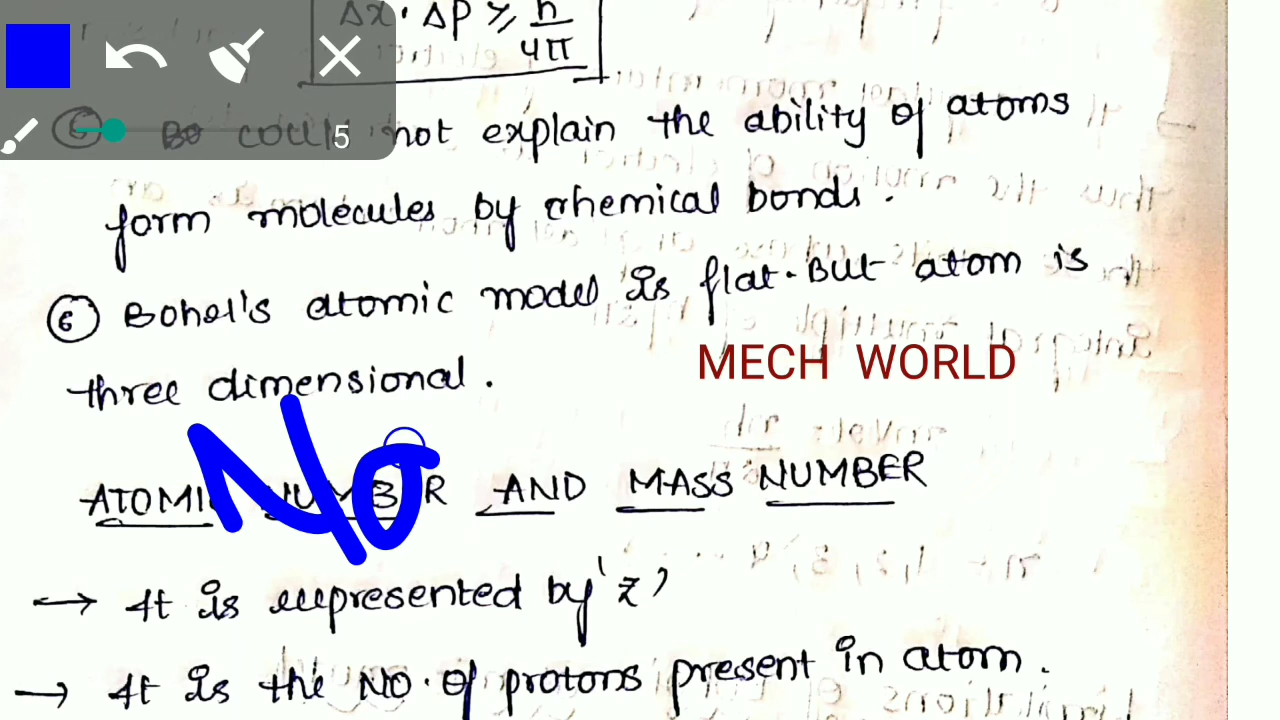 Δx · Δp ≥ h
4π
5
not explain the ability of atoms
form molecules by chemical bonds.
⑥ Bohr's atomic model is flat. But atom is
three dimensional.
MECH WORLD
No
ATOMIC NUMBER AND MASS NUMBER
→ It is represented by 'z'
→ It is the NO. of protons present in atom.